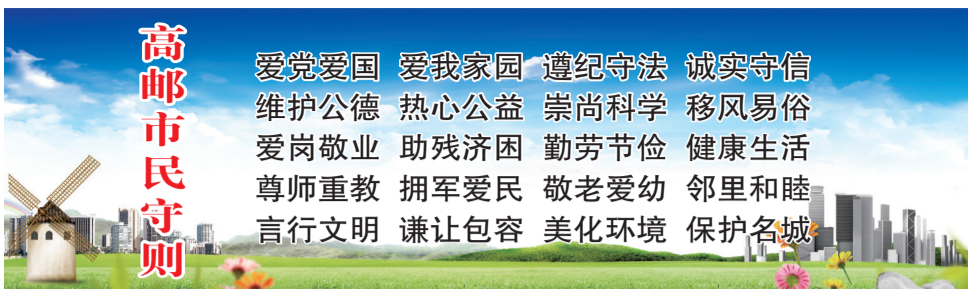 高邮市民守则
爱党爱国 爱我家园 遵纪守法 诚实守信
维护公德 热心公益 崇尚科学 移风易俗
爱岗敬业 助残济困 勤劳节俭 健康生活
尊师重教 拥军爱民 敬老爱幼 邻里和睦
言行文明 谦让包容 美化环境 保护名城